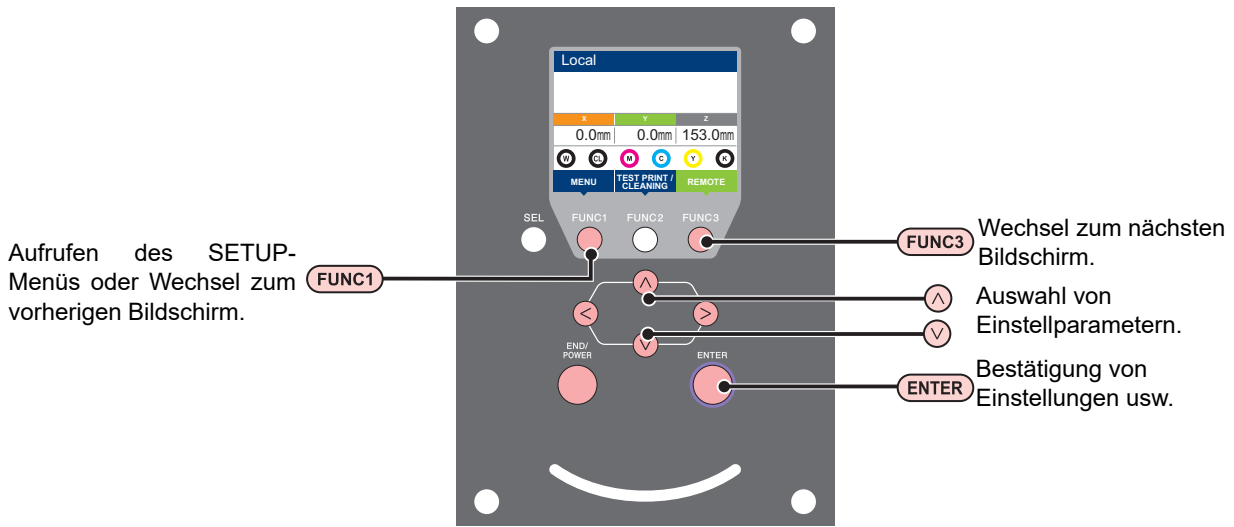 Local
X Y Z
0.0mm 0.0mm 153.0mm
W CL M C Y K
MENU TEST PRINT / CLEANING REMOTE
SEL FUNC1 FUNC2 FUNC3
Aufrufen des SETUP-
Menüs oder Wechsel zum
vorherigen Bildschirm.
FUNC1
FUNC3
Wechsel zum nächsten
Bildschirm.
Auswahl von
Einstellparametern.
END/
POWER
ENTER
ENTER
Bestätigung von
Einstellungen usw.